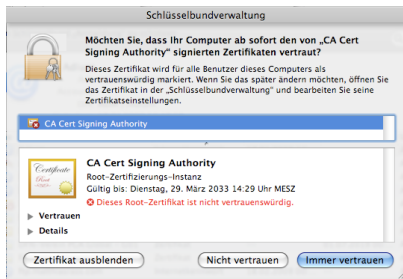 Schlüsselbundverwaltung
Möchten Sie, dass Ihr Computer ab sofort den von „CA Cert
Signing Authority“ signierten Zertifikaten vertraut?
Dieses Zertifikat wird für alle Benutzer dieses Computers als
vertrauenswürdig markiert. Wenn Sie das später ändern möchten, öffnen Sie
das Zertifikat in der „Schlüsselbundverwaltung“ und bearbeiten Sie seine
Zertifikatseinstellungen.
CA Cert Signing Authority
Certificate
Root
CA Cert Signing Authority
Root-Zertifizierungs-Instanz
Gültig bis: Dienstag, 29. März 2033 14:29 Uhr MESZ
Dieses Root-Zertifikat ist nicht vertrauenswürdig.
Vertrauen
Details
Zertifikat ausblenden
Nicht vertrauen
Immer vertrauen